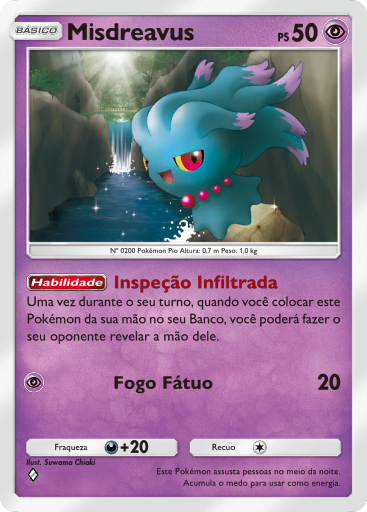 BÁSICO Misdreavus PS 50
Nº 0200 Pokémon Pio Altura: 0,7 m Peso: 1,0 kg
Habilidade Inspeção Infiltrada
Uma vez durante o seu turno, quando você colocar este
Pokémon da sua mão no seu Banco, você poderá fazer o
seu oponente revelar a mão dele.
Fogo Fátuo 20
Fraqueza +20 Recuo
Ilust. Suwama Chiaki
Este Pokémon assusta pessoas no meio da noite.
Acumula o medo para usar como energia.